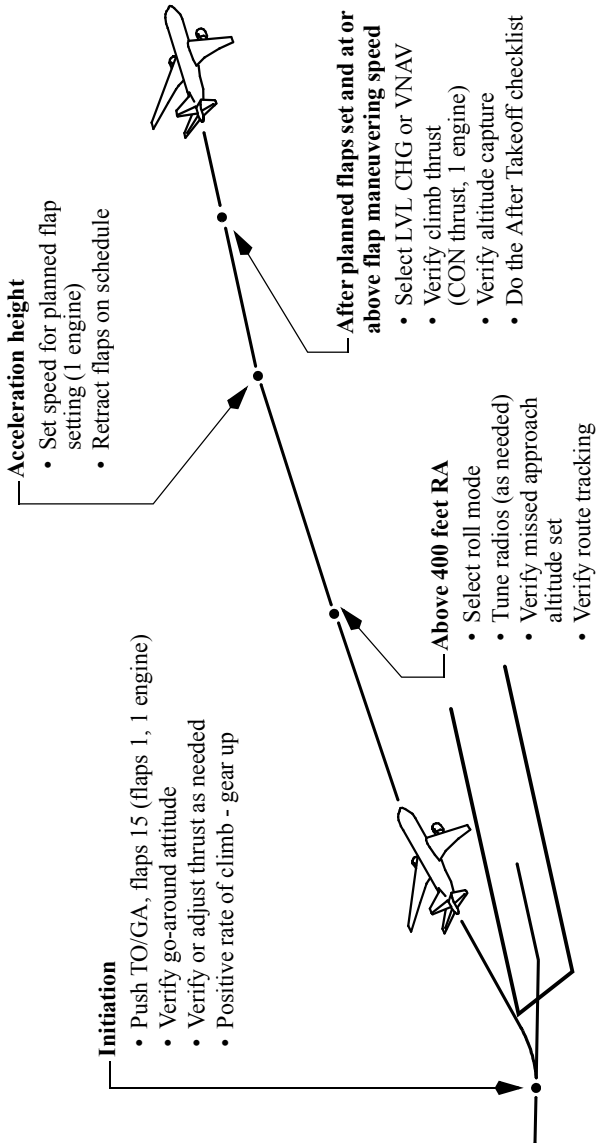 Initiation
• Push TO/GA, flaps 15 (flaps 1, 1 engine)
• Verify go-around attitude
• Verify or adjust thrust as needed
• Positive rate of climb - gear up
Above 400 feet RA
• Select roll mode
• Tune radios (as needed)
• Verify missed approach
altitude set
• Verify route tracking
Acceleration height
• Set speed for planned flap
setting (1 engine)
• Retract flaps on schedule
After planned flaps set and at or
above flap maneuvering speed
• Select LVL CHG or VNAV
• Verify climb thrust
(CON thrust, 1 engine)
• Verify altitude capture
• Do the After Takeoff checklist